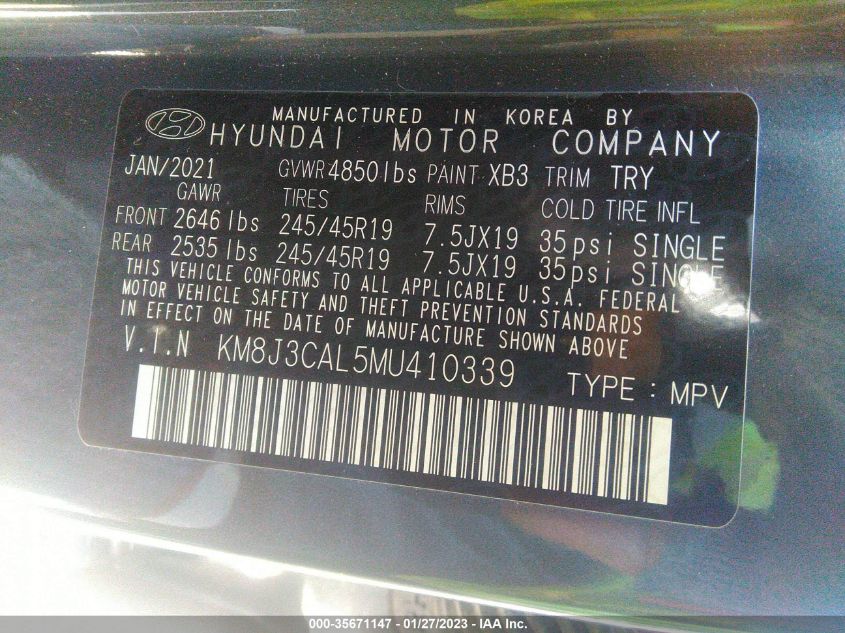 MANUFACTURED IN KOREA BY
HYUNDAI MOTOR COMPANY
JAN/2021 GVWR 4850lbs PAINT XB3 TRIM TRY
GAWR TIRES RIMS COLD TIRE INFL
FRONT 2646 lbs 245/45R19 7.5JX19 35psi SINGLE
REAR 2535 lbs 245/45R19 7.5JX19 35psi SINGLE
THIS VEHICLE CONFORMS TO ALL APPLICABLE U.S.A. FEDERAL
MOTOR VEHICLE SAFETY AND THEFT PREVENTION STANDARDS
IN EFFECT ON THE DATE OF MANUFACTURE SHOWN ABOVE
V.I.N KM8J3CAL5MU410339 TYPE : MPV
000-35671147 - 01/27/2023 - IAA Inc.